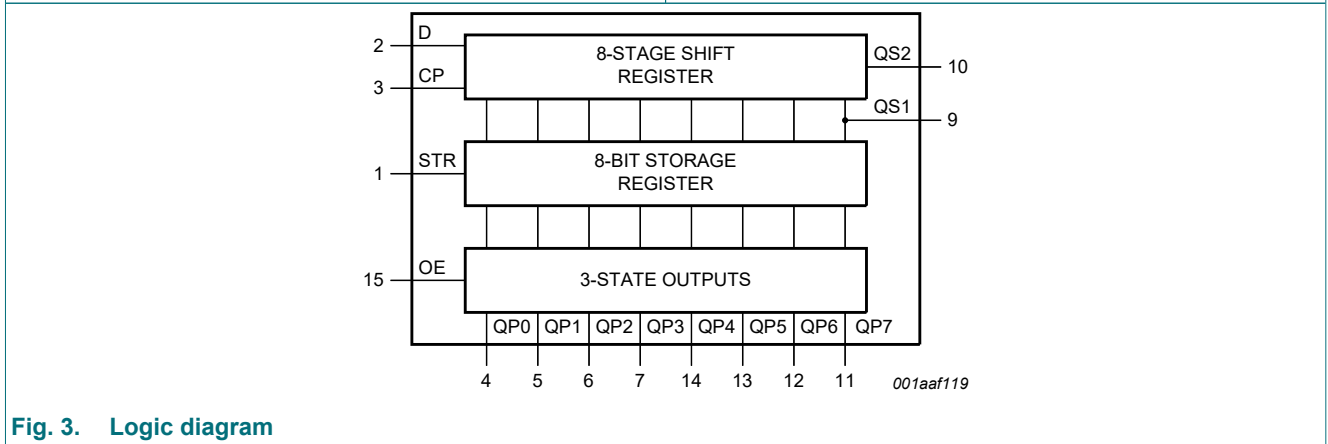 D
2
8-STAGE SHIFT
REGISTER
QS2
10
CP
3
QS1
9
STR
1
8-BIT STORAGE
REGISTER
OE
15
3-STATE OUTPUTS
QP0 QP1 QP2 QP3 QP4 QP5 QP6 QP7
4 5 6 7 14 13 12 11
001aaf119
Fig. 3. Logic diagram